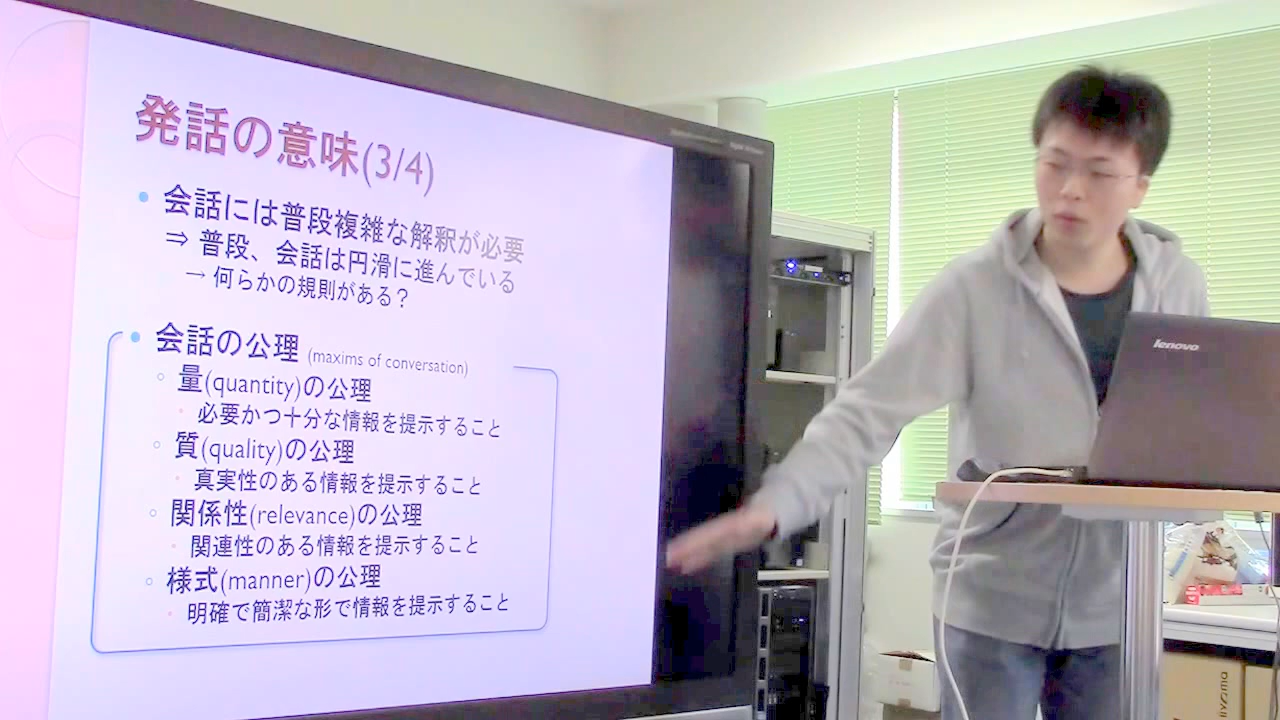 発話の意味(3/4)
• 会話には普段複雑な解釈が必要
⇒ 普段、会話は円滑に進んでいる
→ 何らかの規則がある？
• 会話の公理 (maxims of conversation)
◦ 量(quantity)の公理
• 必要かつ十分な情報を提示すること
◦ 質(quality)の公理
• 真実性のある情報を提示すること
◦ 関係性(relevance)の公理
• 関連性のある情報を提示すること
◦ 様式(manner)の公理
• 明確で簡潔な形で情報を提示すること
lenovo